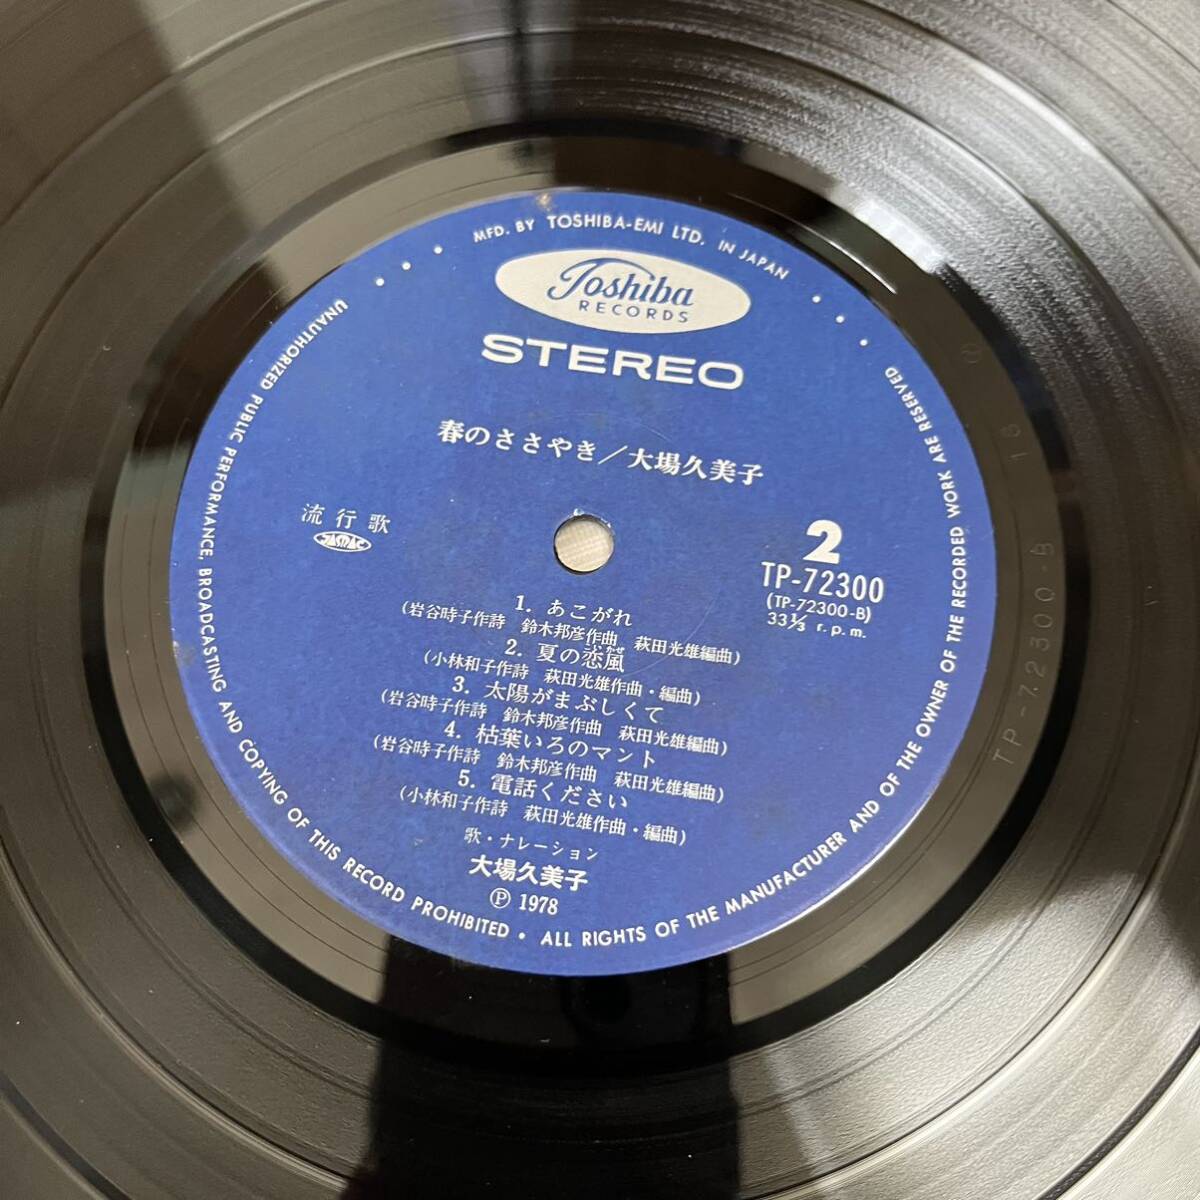 MFD. BY TOSHIBA-EMI LTD. IN JAPAN
Toshiba
RECORDS
STEREO
春のささやき／大場久美子
流行歌
JASRAC
2
TP-72300
(TP-72300-B)
33⅓ r.p.m.
1. あこがれ
(岩谷時子作詩 鈴木邦彦作曲 萩田光雄編曲)
2. 夏の恋風
かぜ
(小林和子作詩 萩田光雄作曲・編曲)
3. 太陽がまぶしくて
(岩谷時子作詩 鈴木邦彦作曲 萩田光雄編曲)
4. 枯葉いろのマント
(岩谷時子作詩 鈴木邦彦作曲 萩田光雄編曲)
5. 電話ください
(小林和子作詩 萩田光雄作曲・編曲)
歌・ナレーション
大場久美子
Ⓟ 1978
UNAUTHORIZED PUBLIC PERFORMANCE, BROADCASTING AND COPYING OF THIS RECORD PROHIBITED • ALL RIGHTS OF THE MANUFACTURER AND OF THE OWNER OF THE RECORDED WORK ARE RESERVED
TP-72300-B 1S